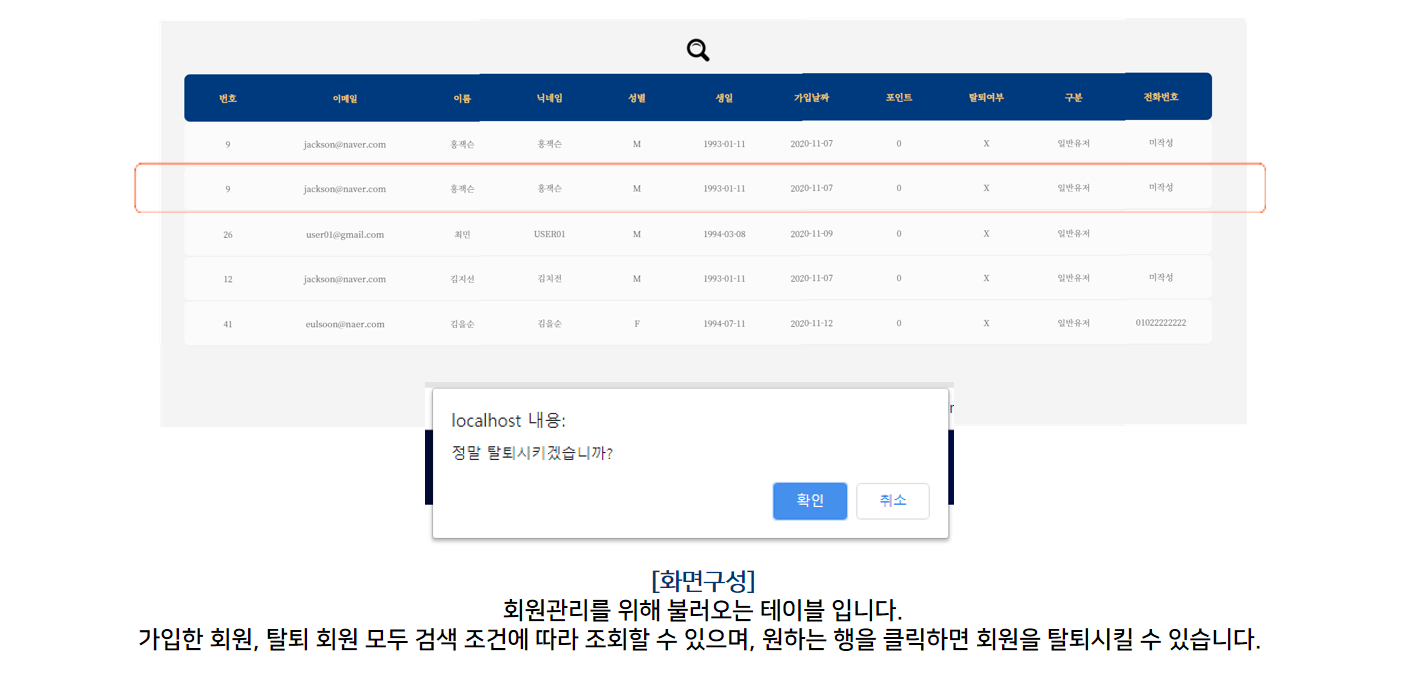 번호 이메일 이름 닉네임 성별 생일 가입날짜 포인트 탈퇴여부 구분 전화번호
9 jackson@naver.com 홍잭슨 홍잭슨 M 1993-01-11 2020-11-07 0 X 일반유저 미작성
9 jackson@naver.com 홍잭슨 홍잭슨 M 1993-01-11 2020-11-07 0 X 일반유저 미작성
26 user01@gmail.com 최민 USER01 M 1994-03-08 2020-11-09 0 X 일반유저
12 jackson@naver.com 김지선 김치전 M 1993-01-11 2020-11-07 0 X 일반유저 미작성
41 eulsoon@naer.com 김을순 김을순 F 1994-07-11 2020-11-12 0 X 일반유저 01022222222
localhost 내용:
정말 탈퇴시키겠습니까?
확인 취소
[화면구성]
회원관리를 위해 불러오는 테이블 입니다.
가입한 회원, 탈퇴 회원 모두 검색 조건에 따라 조회할 수 있으며, 원하는 행을 클릭하면 회원을 탈퇴시킬 수 있습니다.